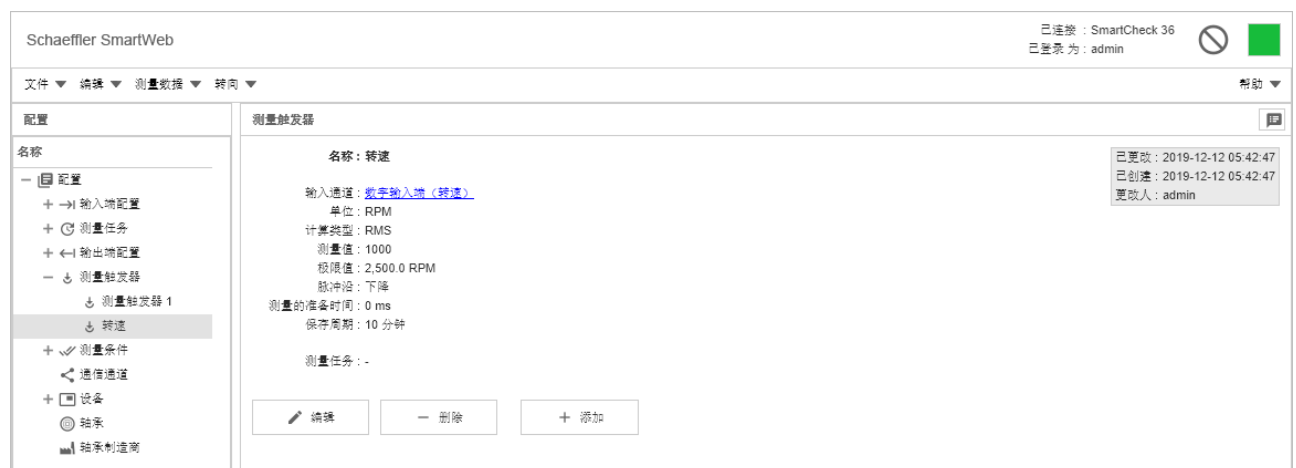 Schaeffler SmartWeb
已连接 : SmartCheck 36
已登录 为 : admin
文件 编辑 测量数据 转向 帮助
配置
名称
配置
输入端配置
测量任务
输出端配置
测量触发器
测量触发器 1
转速
测量条件
通信通道
设备
轴承
轴承制造商
测量触发器
名称 : 转速
输入通道 : 数字输入端（转速）
单位 : RPM
计算类型 : RMS
测量值 : 1000
极限值 : 2,500.0 RPM
脉冲沿 : 下降
测量的准备时间 : 0 ms
保存周期 : 10 分钟
测量任务 : -
已更改 : 2019-12-12 05:42:47
已创建 : 2019-12-12 05:42:47
更改人 : admin
编辑 删除 添加